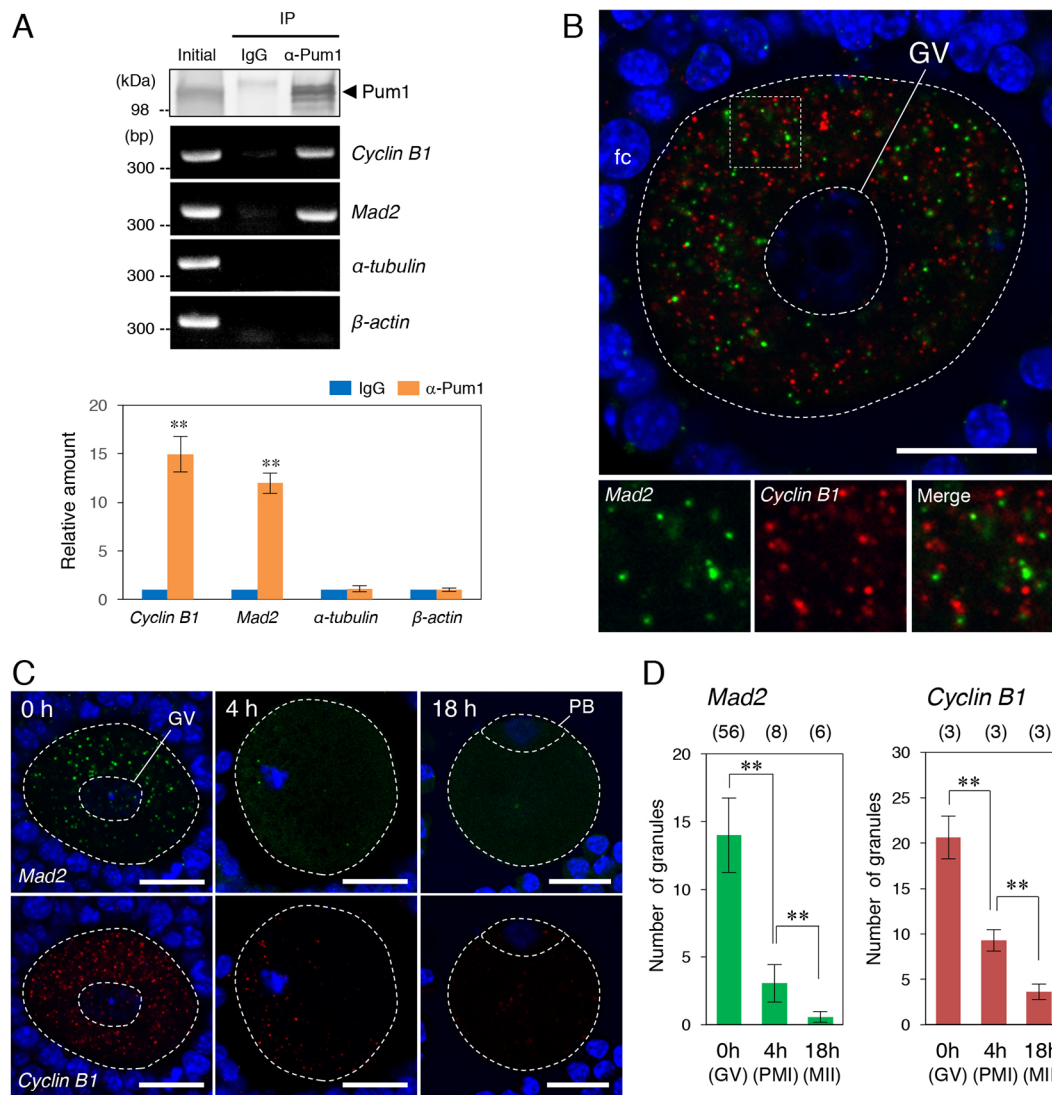 A
IP
Initial IgG α-Pum1
(kDa)
98
Pum1
(bp)
300
Cyclin B1
300
Mad2
300
α-tubulin
300
β-actin
IgG α-Pum1
Relative amount
20
15
10
5
0
** **
Cyclin B1 Mad2 α-tubulin β-actin
B
GV
fc
Mad2 Cyclin B1 Merge
C
0 h 4 h 18 h
GV
PB
Mad2
Cyclin B1
D
Mad2
(56) (8) (6)
Number of granules
20
15
10
5
0
**
**
0h 4h 18h
(GV) (PMI) (MII)
Cyclin B1
(3) (3) (3)
Number of granules
30
25
20
15
10
5
0
**
**
0h 4h 18h
(GV) (PMI) (MII)